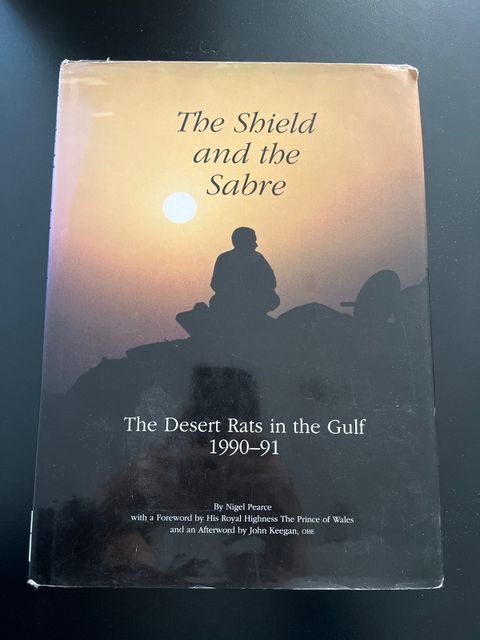 The Shield
and the
Sabre
The Desert Rats in the Gulf
1990–91
By Nigel Pearce
with a Foreword by His Royal Highness The Prince of Wales
and an Afterword by John Keegan, OBE